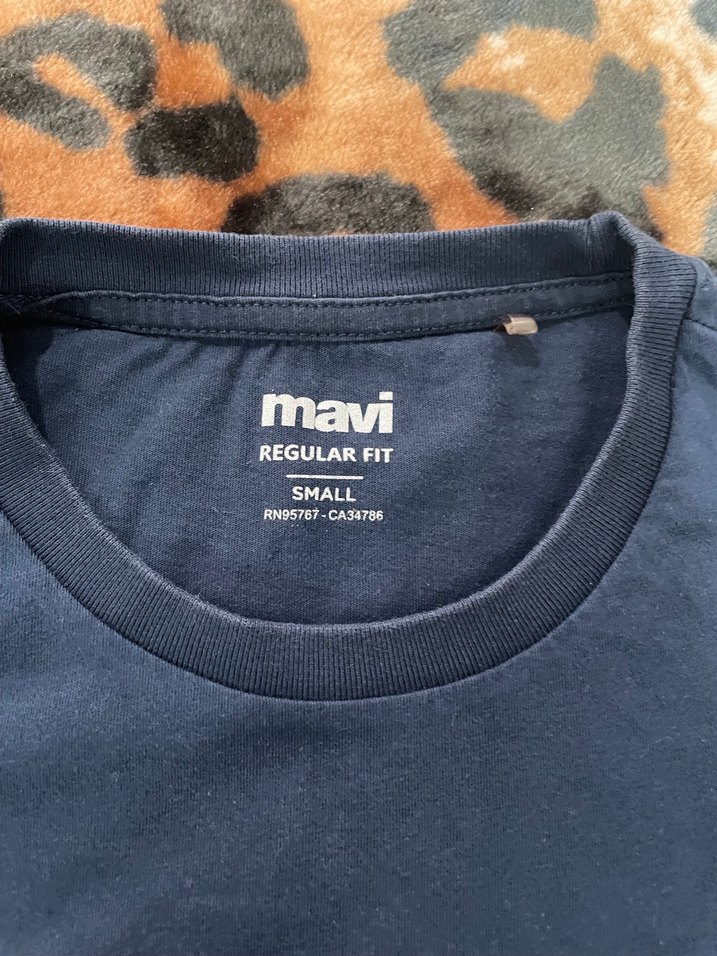 mavi
REGULAR FIT
SMALL
RN95767 - CA34786